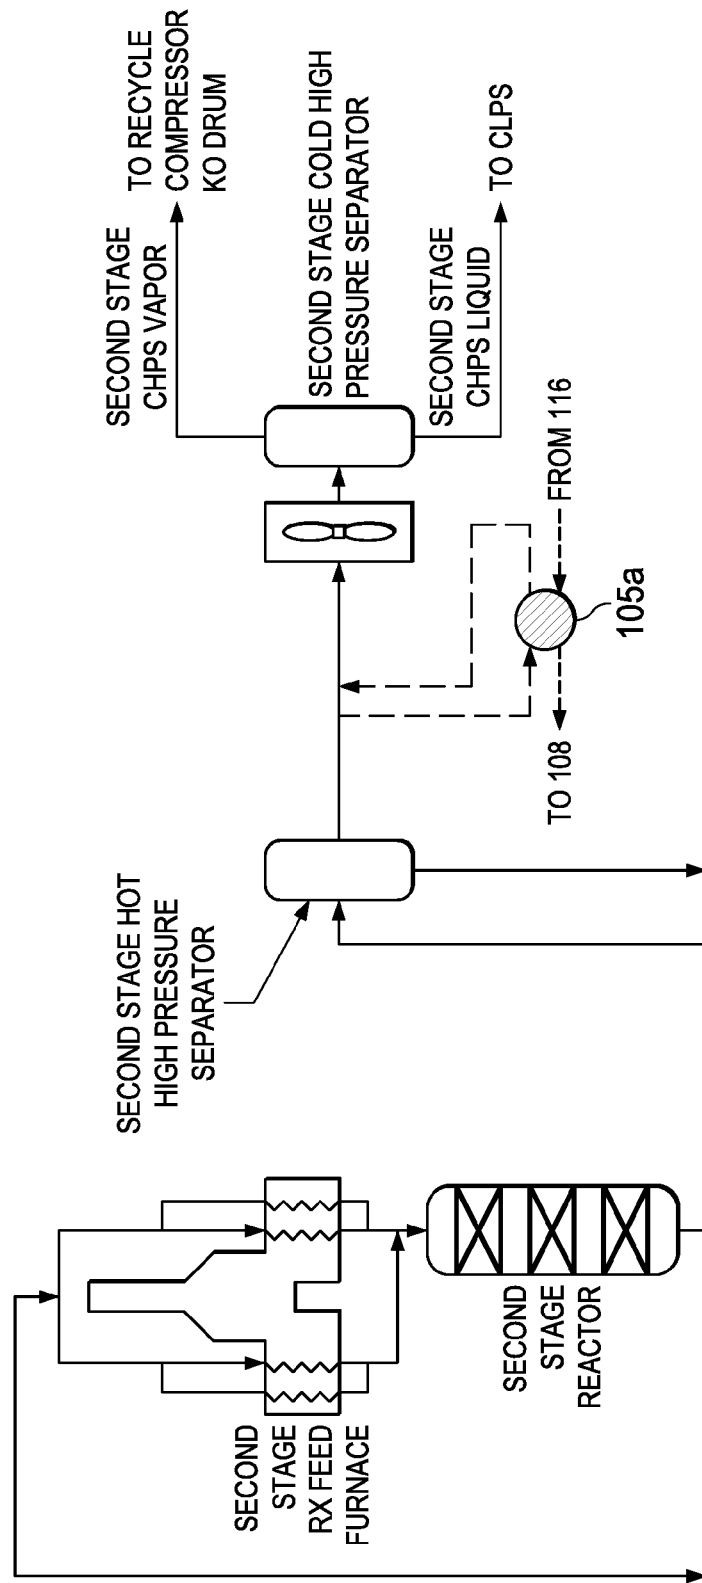 SECOND
STAGE
RX FEED
FURNACE
SECOND
STAGE
REACTOR
SECOND STAGE HOT
HIGH PRESSURE
SEPARATOR
TO 108
105a
FROM 116
SECOND STAGE
CHPS VAPOR
TO RECYCLE
COMPRESSOR
KO DRUM
SECOND STAGE COLD HIGH
PRESSURE SEPARATOR
SECOND STAGE
CHPS LIQUID
TO CLPS